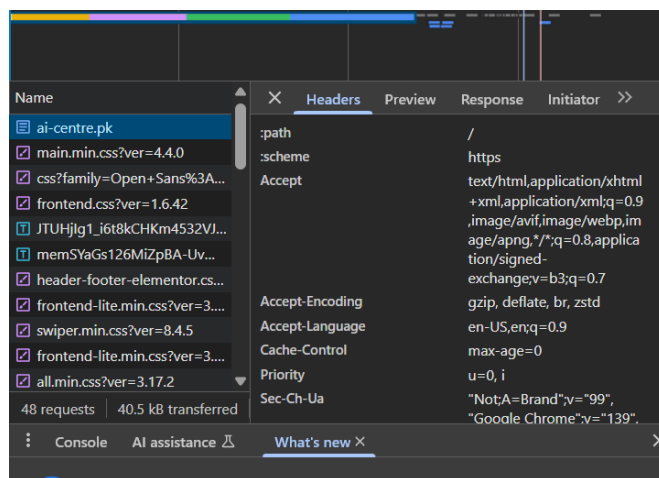 Name
ai-centre.pk
main.min.css?ver=4.4.0
css?family=Open+Sans%3A...
frontend.css?ver=1.6.42
JTUHjIg1_i6t8kCHKm4532VJ...
memSYaGs126MiZpBA-Uv...
header-footer-elementor.cs...
frontend-lite.min.css?ver=3....
swiper.min.css?ver=8.4.5
frontend-lite.min.css?ver=3....
all.min.css?ver=3.17.2
48 requests 40.5 kB transferred
Headers Preview Response Initiator
:path /
:scheme https
Accept text/html,application/xhtml
+xml,application/xml;q=0.9
,image/avif,image/webp,im
age/apng,*/*;q=0.8,applica
tion/signed-
exchange;v=b3;q=0.7
Accept-Encoding gzip, deflate, br, zstd
Accept-Language en-US,en;q=0.9
Cache-Control max-age=0
Priority u=0, i
Sec-Ch-Ua "Not;A=Brand";v="99",
"Google Chrome";v="139",
Console AI assistance What's new